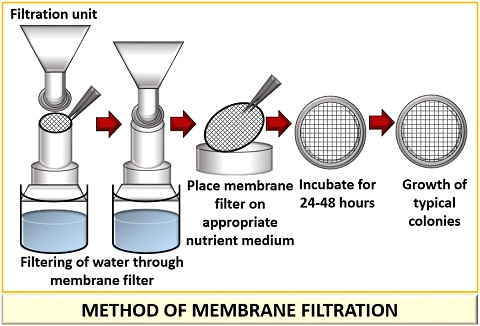 Filtration unit
Filtering of water through
membrane filter
Place membrane
filter on
appropriate
nutrient medium
Incubate for
24-48 hours
Growth of
typical
colonies
METHOD OF MEMBRANE FILTRATION